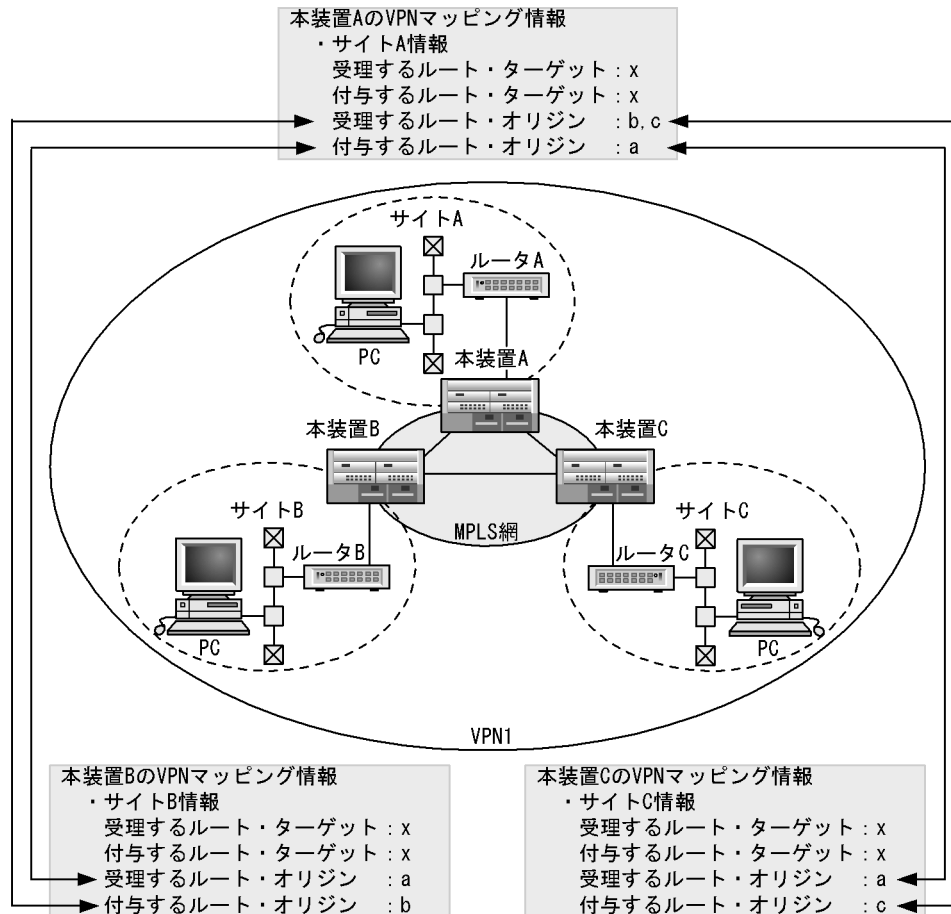 本装置AのVPNマッピング情報
・サイトA情報
受理するルート・ターゲット：x
付与するルート・ターゲット：x
受理するルート・オリジン　：b,c
付与するルート・オリジン　：a
サイトA
ルータA
PC
本装置A
本装置B
本装置C
サイトB
ルータB
PC
MPLS網
サイトC
ルータC
PC
VPN1
本装置BのVPNマッピング情報
・サイトB情報
受理するルート・ターゲット：x
付与するルート・ターゲット：x
受理するルート・オリジン　：a
付与するルート・オリジン　：b
本装置CのVPNマッピング情報
・サイトC情報
受理するルート・ターゲット：x
付与するルート・ターゲット：x
受理するルート・オリジン　：a
付与するルート・オリジン　：c